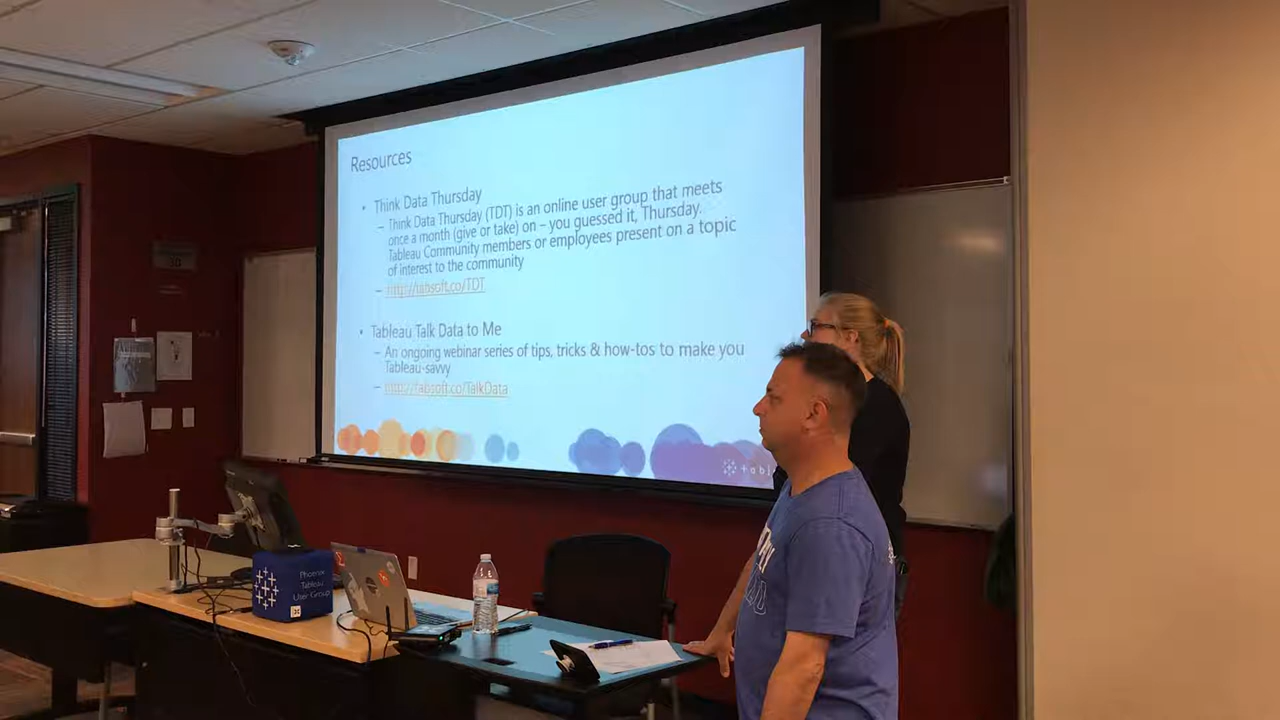 Resources
• Think Data Thursday
– Think Data Thursday (TDT) is an online user group that meets
once a month (give or take) on – you guessed it, Thursday.
Tableau Community members or employees present on a topic
of interest to the community
– http://tabsoft.co/TDT
• Tableau Talk Data to Me
– An ongoing webinar series of tips, tricks & how-tos to make you
Tableau-savvy
– http://tabsoft.co/TalkData
Phoenix
Tableau
User Group